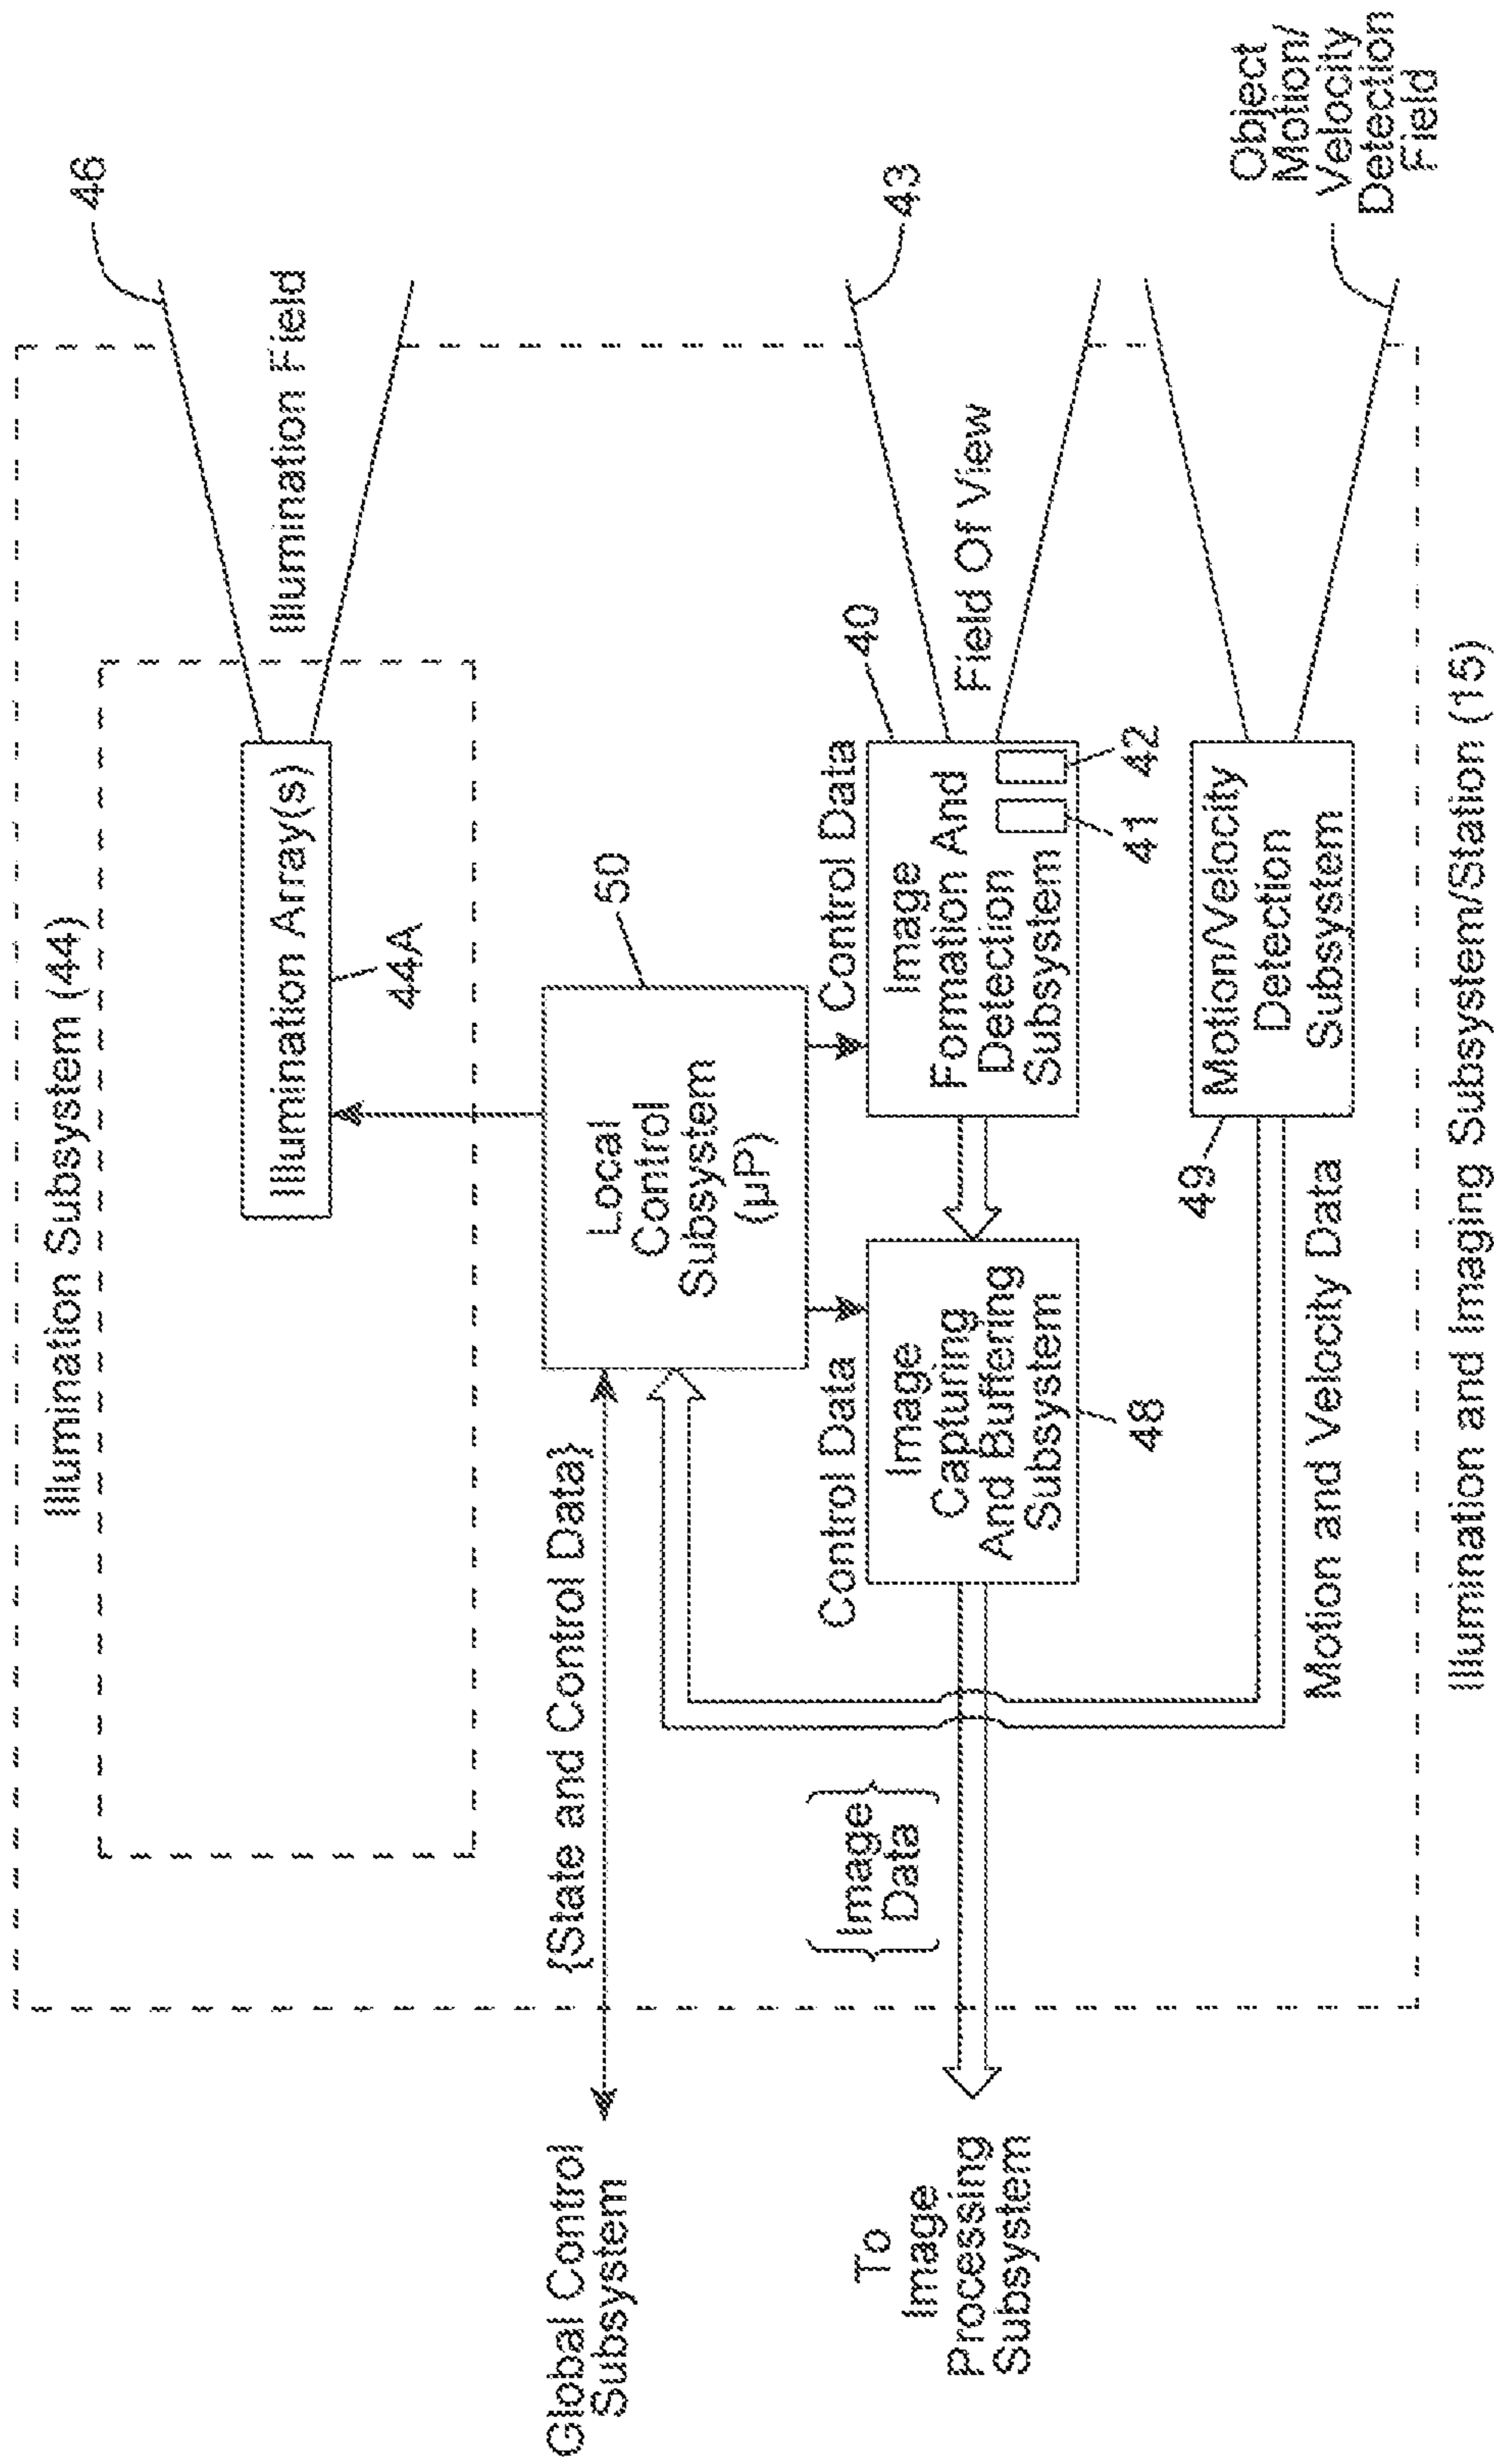 Illumination Subsystem (44)
Illumination Array(s)
44A
Illumination Field
46
Global Control
Subsystem
{State and Control Data}
Local
Control
Subsystem
(µP)
50
Control Data
Control Data
Image
Formation And
Detection
Subsystem
40
41
42
Field Of View
43
Image
Capturing
And Buffering
Subsystem
48
{Image
Data}
To
Image
Processing
Subsystem
Motion/Velocity
Detection
Subsystem
49
Motion and Velocity Data
Object
Motion/
Velocity
Detection
Field
Illumination and Imaging Subsystem/Station (15)